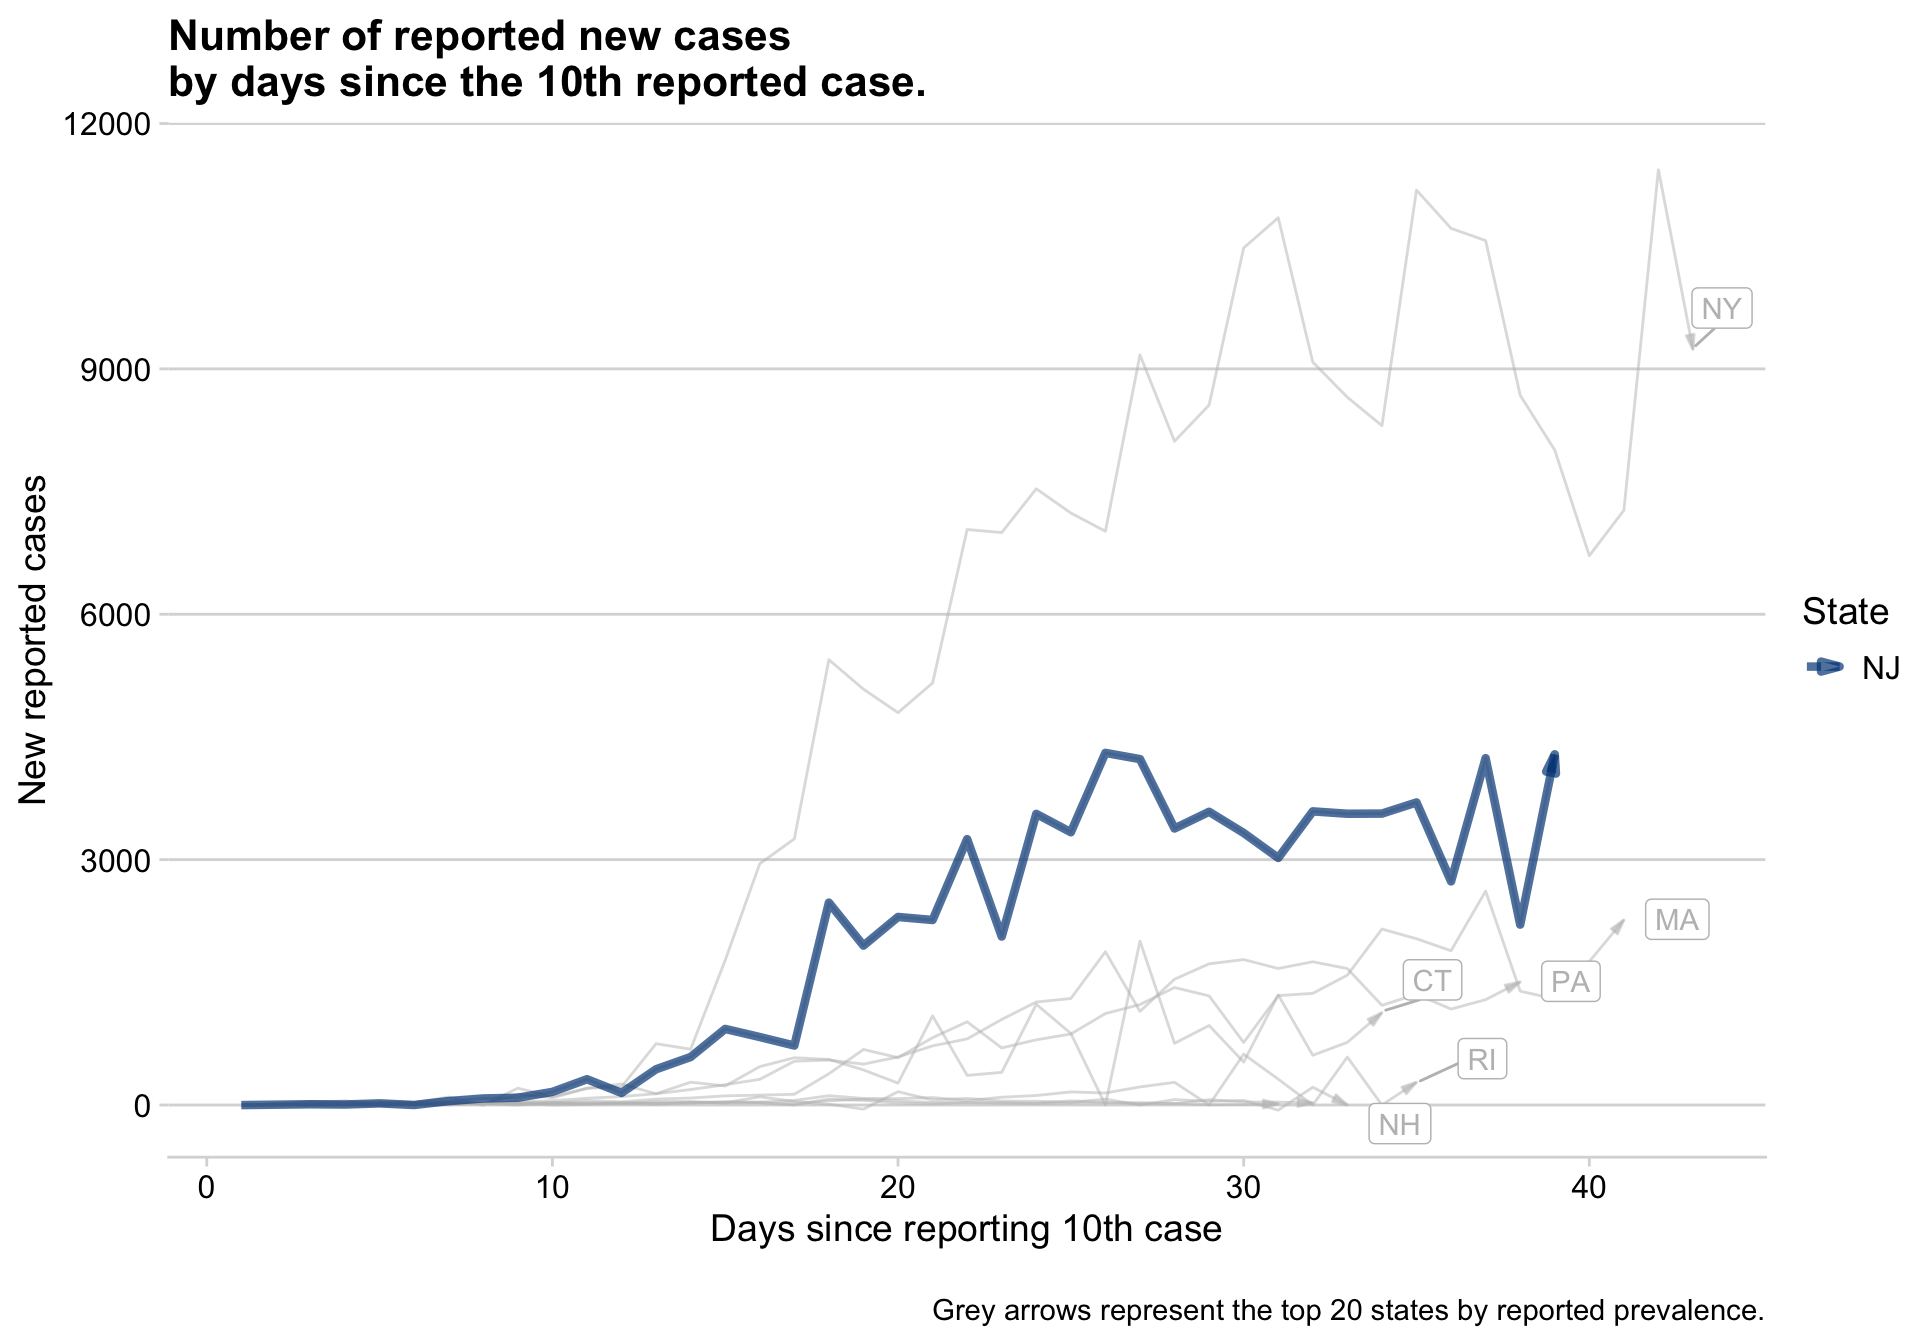 Number of reported new cases
by days since the 10th reported case.
12000
9000
6000
3000
0
New reported cases
NY
MA
PA
CT
RI
NH
State
NJ
0 10 20 30 40
Days since reporting 10th case
Grey arrows represent the top 20 states by reported prevalence.